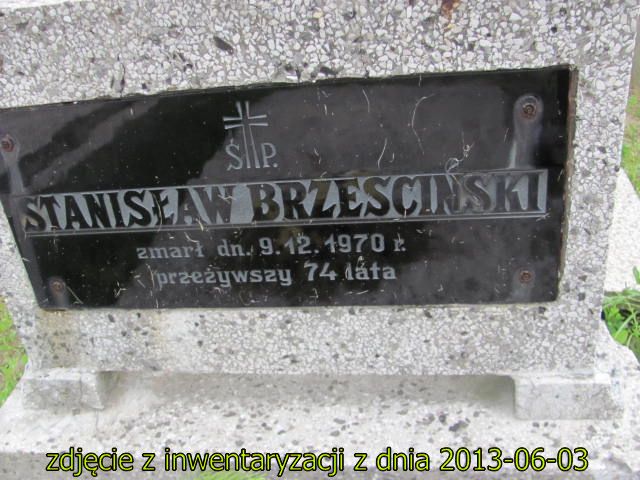 Ś P.
STANISŁAW BRZEŚCIŃSKI
zmarł dn. 9.12.1970 r.
przeżywszy 74 lata
zdjęcie z inwentaryzacji z dnia 2013-06-03